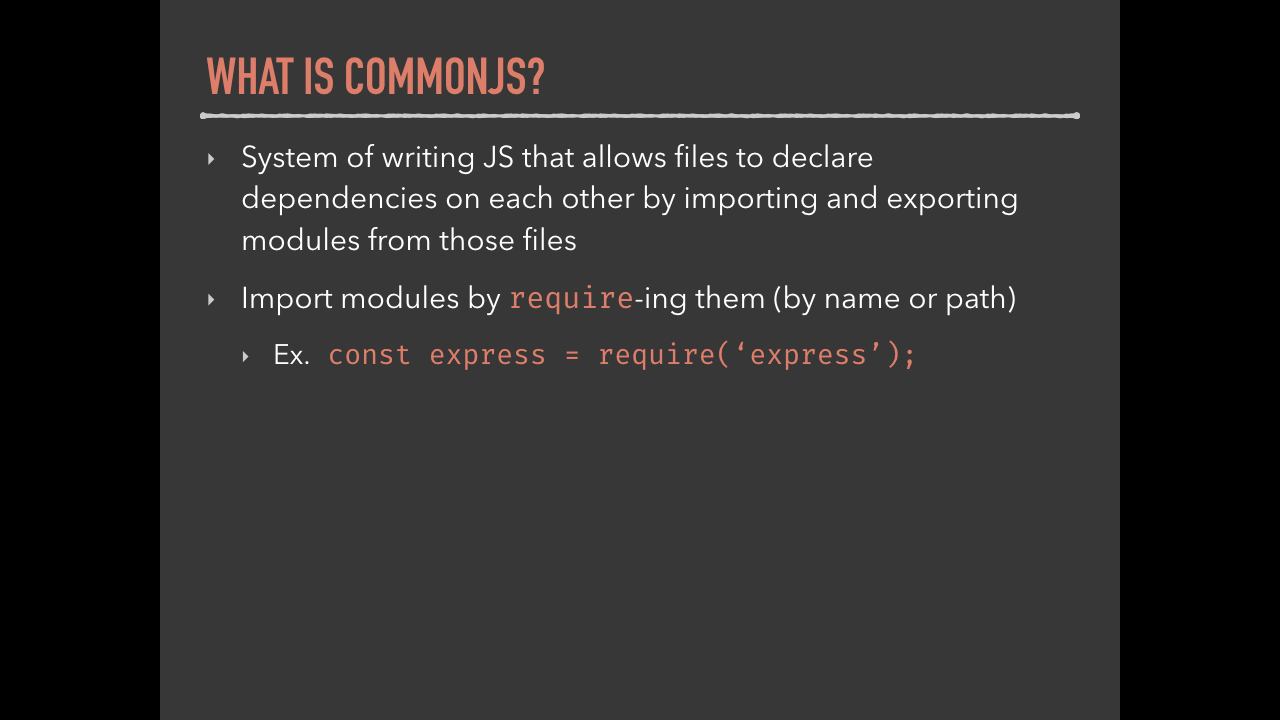 WHAT IS COMMONJS?
‣ System of writing JS that allows files to declare
dependencies on each other by importing and exporting
modules from those files
‣ Import modules by require-ing them (by name or path)
‣ Ex. const express = require(‘express’);